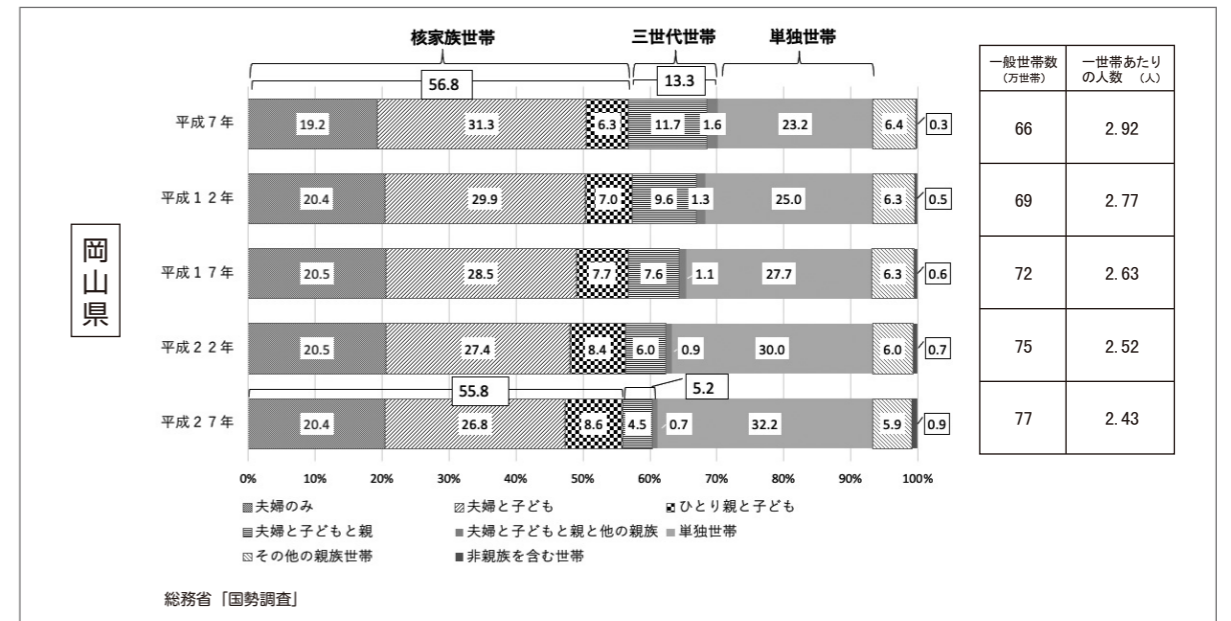 核家族世帯 三世代世帯 単独世帯
56.8 13.3
一般世帯数 一世帯あたり
（万世帯） の人数 （人）
平成７年 19.2 31.3 6.3 11.7 1.6 23.2 6.4 0.3 66 2.92
平成１２年 20.4 29.9 7.0 9.6 1.3 25.0 6.3 0.5 69 2.77
岡山県
平成１７年 20.5 28.5 7.7 7.6 1.1 27.7 6.3 0.6 72 2.63
平成２２年 20.5 27.4 8.4 6.0 0.9 30.0 6.0 0.7 75 2.52
55.8 5.2
平成２７年 20.4 26.8 8.6 4.5 0.7 32.2 5.9 0.9 77 2.43
0% 10% 20% 30% 40% 50% 60% 70% 80% 90% 100%
夫婦のみ 夫婦と子ども ひとり親と子ども
夫婦と子どもと親 夫婦と子どもと親と他の親族 単独世帯
その他の親族世帯 非親族を含む世帯
総務省「国勢調査」